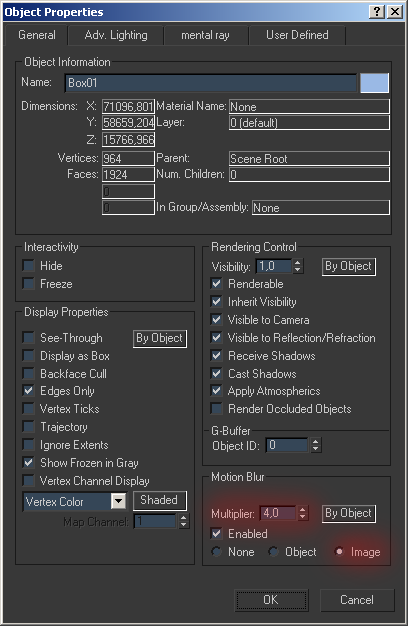 Object Properties
General Adv. Lighting mental ray User Defined
Object Information
Name: Box01
Dimensions: X: 71096,801 Material Name: None
Y: 58659,204 Layer: 0 (default)
Z: 15766,966
Vertices: 964 Parent: Scene Root
Faces: 1924 Num. Children: 0
0
0 In Group/Assembly: None
Interactivity
Hide
Freeze
Display Properties
See-Through By Object
Display as Box
Backface Cull
Edges Only
Vertex Ticks
Trajectory
Ignore Extents
Show Frozen in Gray
Vertex Channel Display
Vertex Color Shaded
Map Channel: 1
Rendering Control
Visibility: 1,0 By Object
Renderable
Inherit Visibility
Visible to Camera
Visible to Reflection/Refraction
Receive Shadows
Cast Shadows
Apply Atmospherics
Render Occluded Objects
G-Buffer
Object ID: 0
Motion Blur
Multiplier: 4,0 By Object
Enabled
None Object Image
OK Cancel